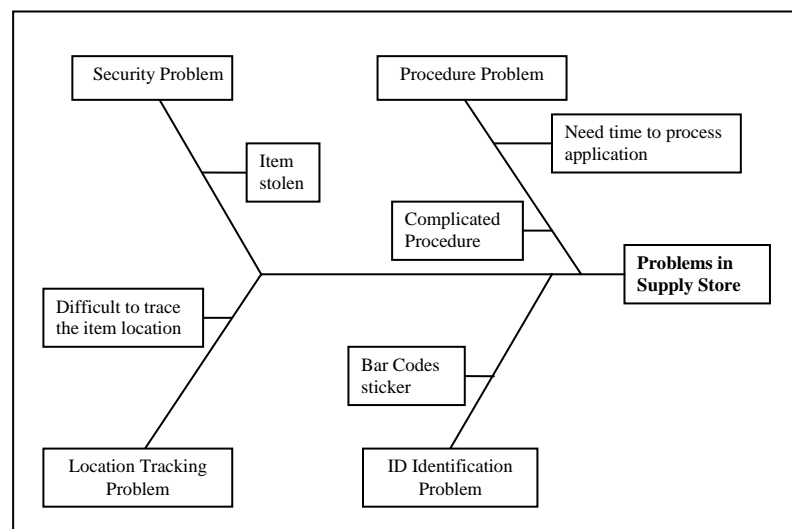 Security Problem
Procedure Problem
Need time to process
application
Item
stolen
Complicated
Procedure
Problems in
Supply Store
Difficult to trace
the item location
Bar Codes
sticker
Location Tracking
Problem
ID Identification
Problem